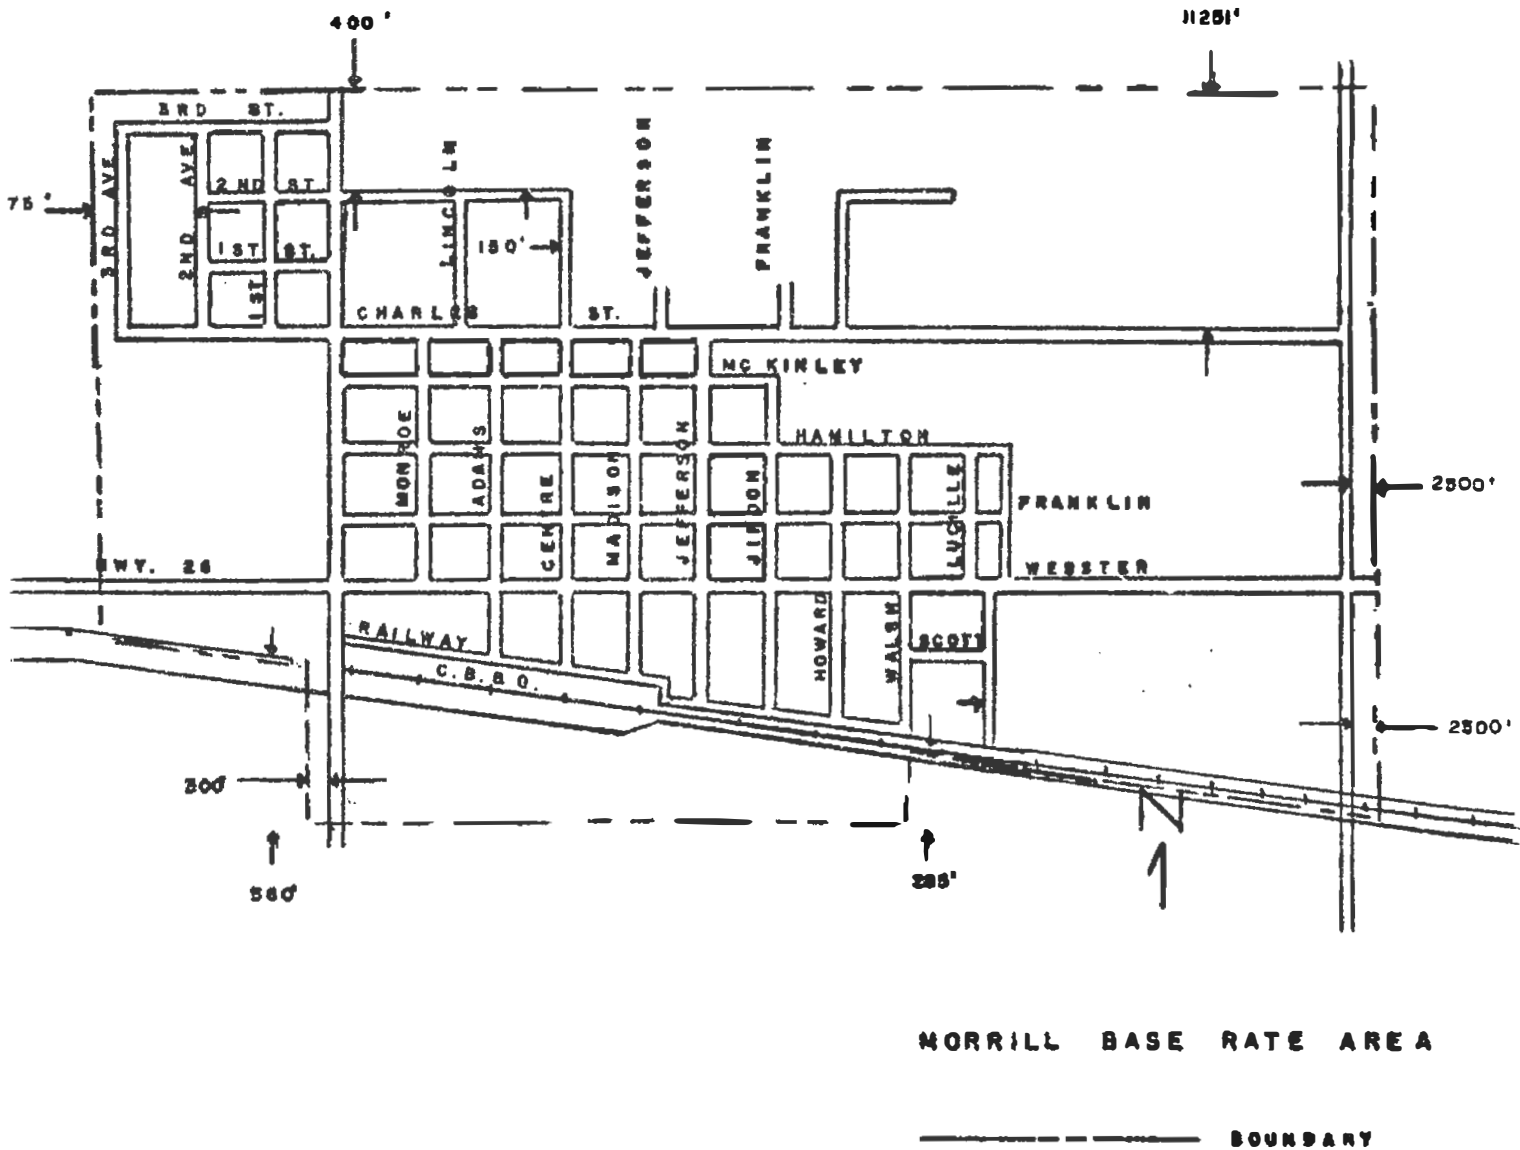 400'
11251'
3RD ST.
3RD AVE
2ND AVE
2ND ST.
1ST ST.
1ST
75'
LINCOLN
150'
JEFFERSON
FRANKLIN
CHARLES ST.
MC KINLEY
HAMILTON
MONROE
ADAMS
CENTRE
MADISON
JEFFERSON
LUCILLE
FRANKLIN
2500'
HWY. 26
WEBSTER
RAILWAY
C.B.&Q.
HOWARD
WALSH
SCOTT
2500'
300'
N
MORRILL BASE RATE AREA
BOUNDARY